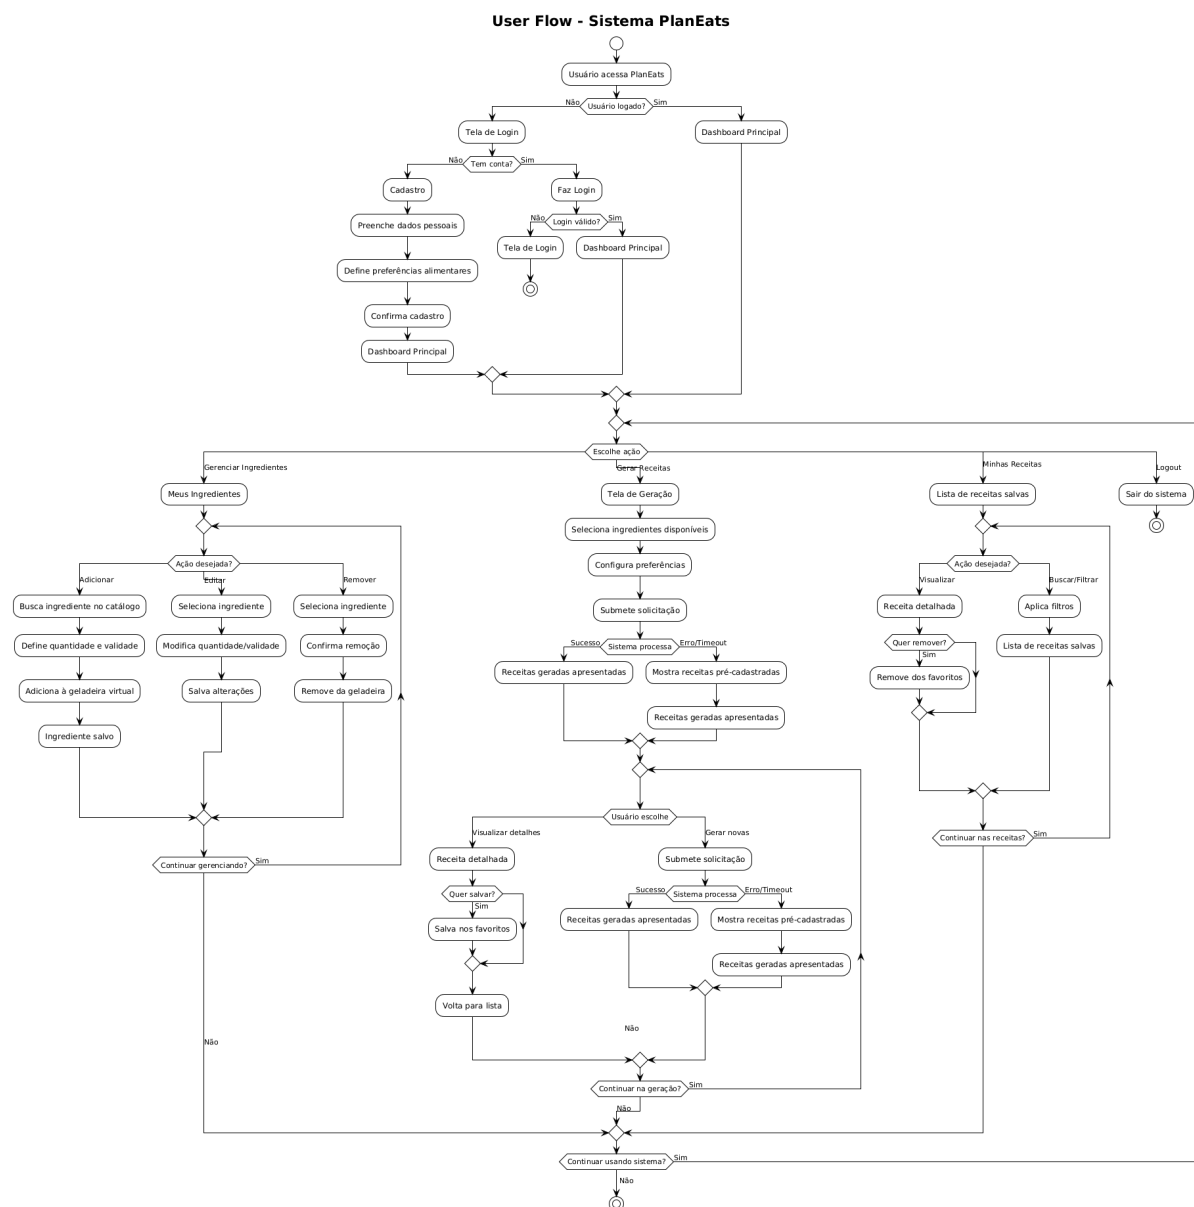 User Flow - Sistema PlanEats
Usuário acessa PlanEats
Não
Usuário logado?
Sim
Tela de Login
Dashboard Principal
Não
Tem conta?
Sim
Cadastro
Faz Login
Preenche dados pessoais
Não
Login válido?
Sim
Tela de Login
Dashboard Principal
Define preferências alimentares
Confirma cadastro
Dashboard Principal
Escolhe ação
Gerenciar Ingredientes
Gerar Receitas
Minhas Receitas
Logout
Meus Ingredientes
Tela de Geração
Lista de receitas salvas
Sair do sistema
Seleciona ingredientes disponíveis
Configura preferências
Submete solicitação
Ação desejada?
Adicionar
Editar
Remover
Busca ingrediente no catálogo
Seleciona ingrediente
Seleciona ingrediente
Define quantidade e validade
Modifica quantidade/validade
Confirma remoção
Adiciona à geladeira virtual
Salva alterações
Remove da geladeira
Ingrediente salvo
Continuar gerenciando?
Sim
Não
Sucesso
Sistema processa
Erro/Timeout
Receitas geradas apresentadas
Mostra receitas pré-cadastradas
Receitas geradas apresentadas
Usuário escolhe
Visualizar detalhes
Gerar novas
Receita detalhada
Submete solicitação
Quer salvar?
Sim
Salva nos favoritos
Volta para lista
Sucesso
Sistema processa
Erro/Timeout
Receitas geradas apresentadas
Mostra receitas pré-cadastradas
Receitas geradas apresentadas
Não
Continuar na geração?
Sim
Não
Ação desejada?
Visualizar
Buscar/Filtrar
Receita detalhada
Aplica filtros
Quer remover?
Sim
Lista de receitas salvas
Remove dos favoritos
Continuar nas receitas?
Sim
Continuar usando sistema?
Sim
Não